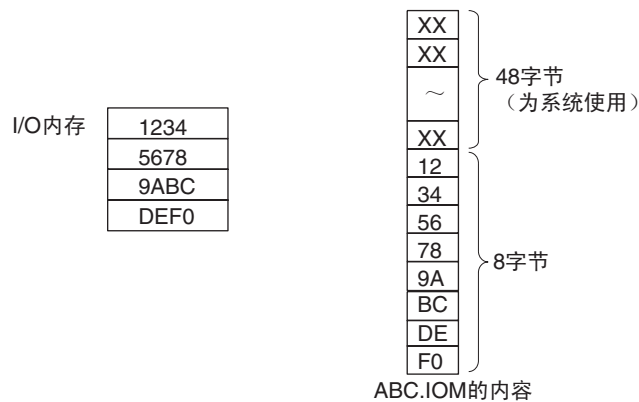 I/O内存
1234
5678
9ABC
DEF0
XX
XX
～
XX
12
34
56
78
9A
BC
DE
F0
48字节
（为系统使用）
8字节
ABC.IOM的内容